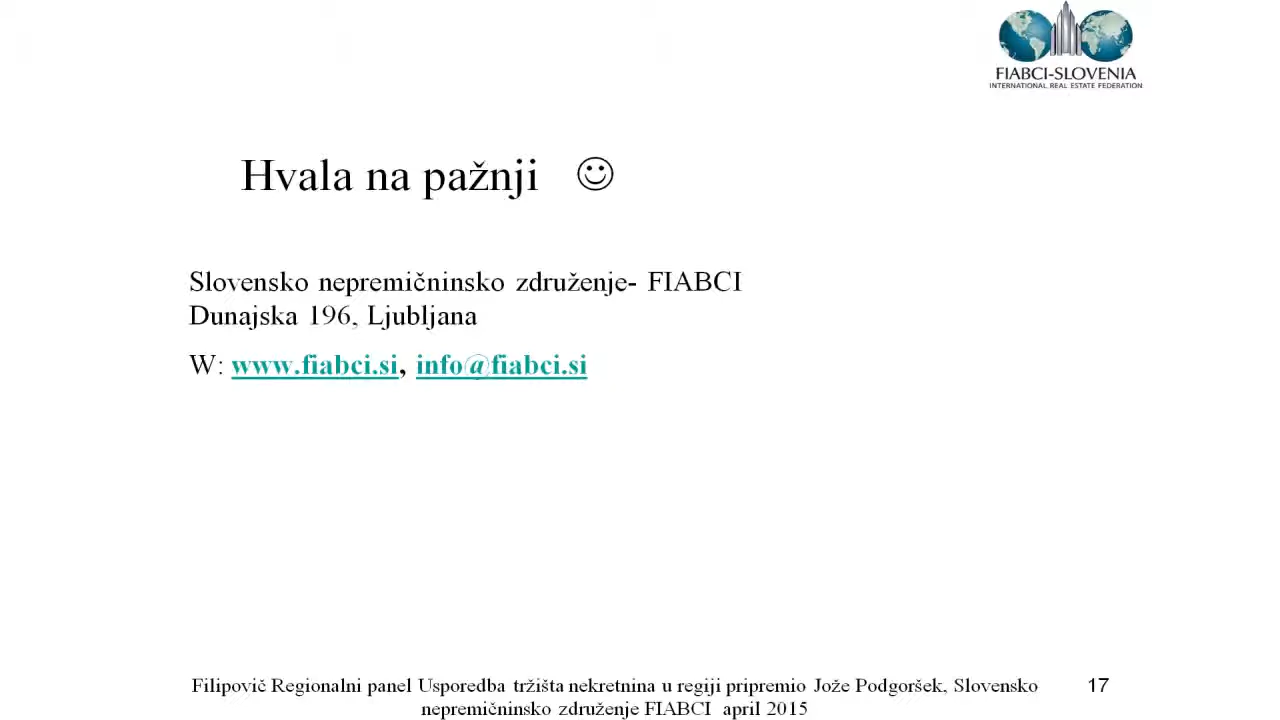 FIABCI-SLOVENIA
INTERNATIONAL REAL ESTATE FEDERATION
Hvala na pažnji ☺
Slovensko nepremičninsko združenje- FIABCI
Dunajska 196, Ljubljana
W: www.fiabci.si, info@fiabci.si
Filipovič Regionalni panel Usporedba tržišta nekretnina u regiji pripremio Jože Podgoršek, Slovensko
nepremičninsko združenje FIABCI april 2015
17